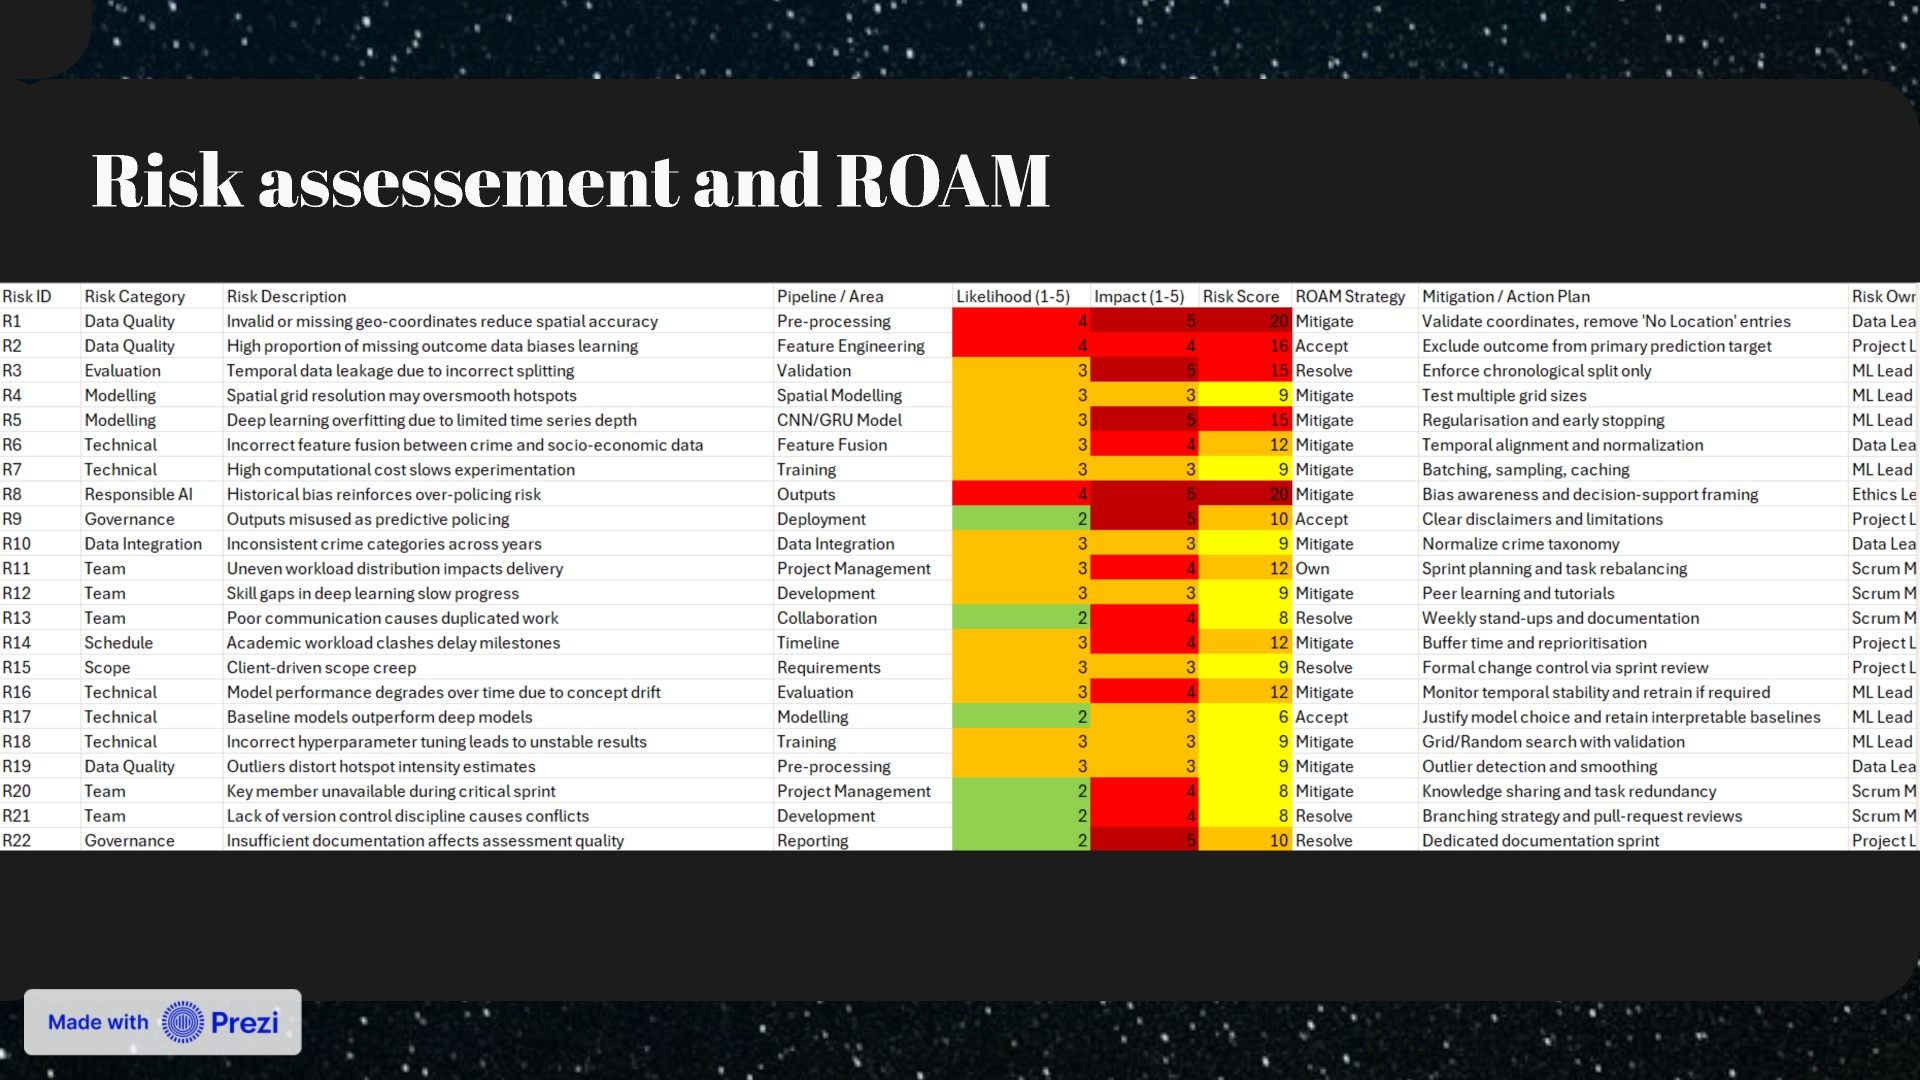 Risk assessement and ROAM
Risk ID Risk Category Risk Description Pipeline / Area Likelihood (1-5) Impact (1-5) Risk Score ROAM Strategy Mitigation / Action Plan Risk Owr
R1 Data Quality Invalid or missing geo-coordinates reduce spatial accuracy Pre-processing 4 5 20 Mitigate Validate coordinates, remove 'No Location' entries Data Lea
R2 Data Quality High proportion of missing outcome data biases learning Feature Engineering 4 4 16 Accept Exclude outcome from primary prediction target Project L
R3 Evaluation Temporal data leakage due to incorrect splitting Validation 3 5 15 Resolve Enforce chronological split only ML Lead
R4 Modelling Spatial grid resolution may oversmooth hotspots Spatial Modelling 3 3 9 Mitigate Test multiple grid sizes ML Lead
R5 Modelling Deep learning overfitting due to limited time series depth CNN/GRU Model 3 5 15 Mitigate Regularisation and early stopping ML Lead
R6 Technical Incorrect feature fusion between crime and socio-economic data Feature Fusion 3 4 12 Mitigate Temporal alignment and normalization Data Lea
R7 Technical High computational cost slows experimentation Training 3 3 9 Mitigate Batching, sampling, caching ML Lead
R8 Responsible AI Historical bias reinforces over-policing risk Outputs 4 5 20 Mitigate Bias awareness and decision-support framing Ethics Le
R9 Governance Outputs misused as predictive policing Deployment 2 5 10 Accept Clear disclaimers and limitations Project L
R10 Data Integration Inconsistent crime categories across years Data Integration 3 3 9 Mitigate Normalize crime taxonomy Data Lea
R11 Team Uneven workload distribution impacts delivery Project Management 3 4 12 Own Sprint planning and task rebalancing Scrum M
R12 Team Skill gaps in deep learning slow progress Development 3 3 9 Mitigate Peer learning and tutorials Scrum M
R13 Team Poor communication causes duplicated work Collaboration 2 4 8 Resolve Weekly stand-ups and documentation Scrum M
R14 Schedule Academic workload clashes delay milestones Timeline 3 4 12 Mitigate Buffer time and reprioritisation Project L
R15 Scope Client-driven scope creep Requirements 3 3 9 Resolve Formal change control via sprint review Project L
R16 Technical Model performance degrades over time due to concept drift Evaluation 3 4 12 Mitigate Monitor temporal stability and retrain if required ML Lead
R17 Technical Baseline models outperform deep models Modelling 2 3 6 Accept Justify model choice and retain interpretable baselines ML Lead
R18 Technical Incorrect hyperparameter tuning leads to unstable results Training 3 3 9 Mitigate Grid/Random search with validation ML Lead
R19 Data Quality Outliers distort hotspot intensity estimates Pre-processing 3 3 9 Mitigate Outlier detection and smoothing Data Lea
R20 Team Key member unavailable during critical sprint Project Management 2 4 8 Mitigate Knowledge sharing and task redundancy Scrum M
R21 Team Lack of version control discipline causes conflicts Development 2 4 8 Resolve Branching strategy and pull-request reviews Scrum M
R22 Governance Insufficient documentation affects assessment quality Reporting 2 5 10 Resolve Dedicated documentation sprint Project L
Made with Prezi